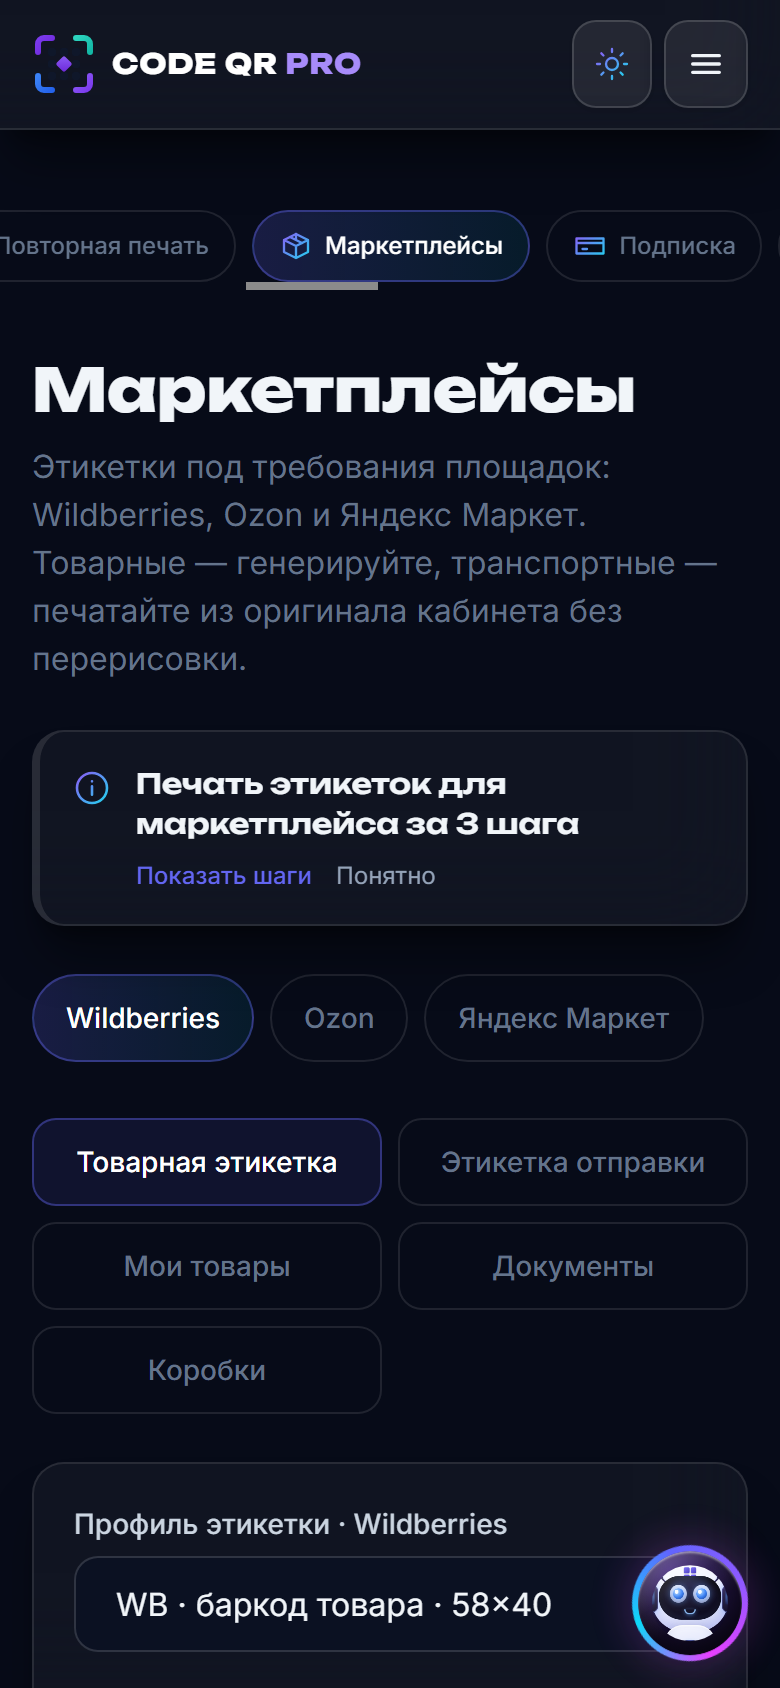 CODE QR PRO
Повторная печать
Маркетплейсы
Подписка
Маркетплейсы
Этикетки под требования площадок:
Wildberries, Ozon и Яндекс Маркет.
Товарные — генерируйте, транспортные —
печатайте из оригинала кабинета без
перерисовки.
Печать этикеток для
маркетплейса за 3 шага
Показать шаги Понятно
Wildberries
Ozon
Яндекс Маркет
Товарная этикетка
Этикетка отправки
Мои товары
Документы
Коробки
Профиль этикетки · Wildberries
WB · баркод товара · 58×40